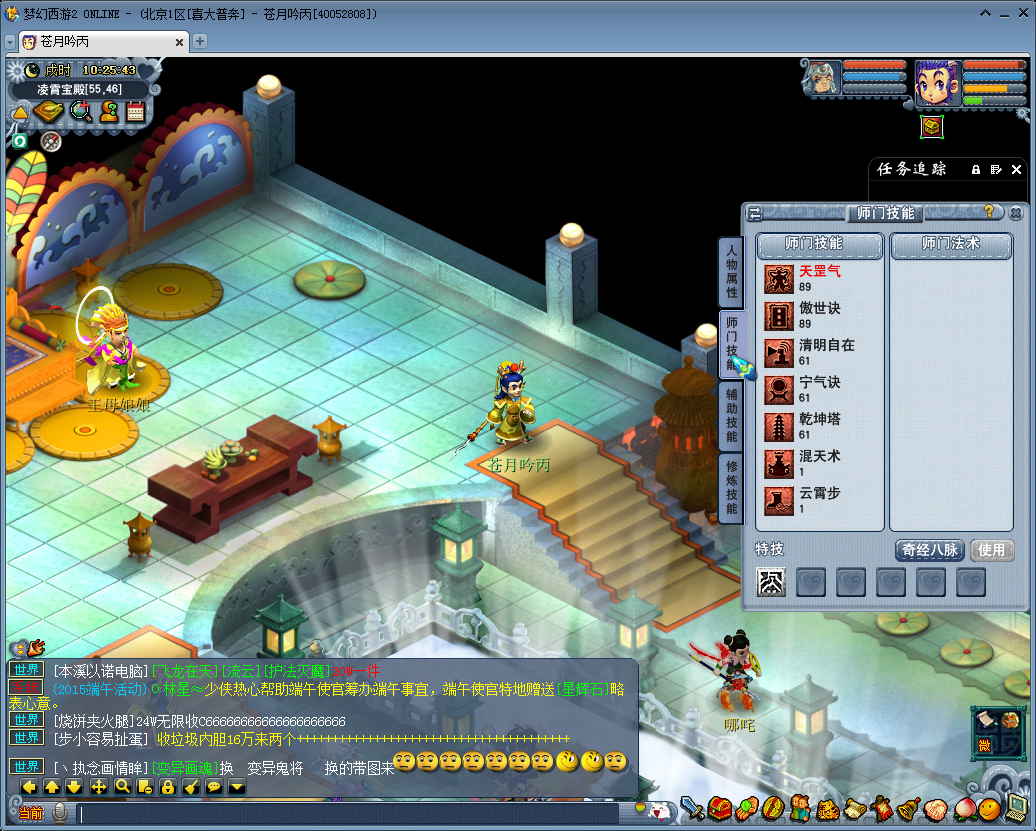 梦幻西游2 ONLINE - (北京1区[喜大普奔] - 苍月吟丙[40052808])
苍月吟丙
戌时 10:25:43
凌霄宝殿[55,46]
任务追踪
师门技能
人物属性
师门技能
辅助技能
修炼技能
师门技能
师门法术
天罡气
89
傲世诀
89
清明自在
61
宁气诀
61
乾坤塔
61
混天术
1
云霄步
1
特技
奇经八脉
使用
王母娘娘
苍月吟丙
哪吒
微
世界 [本溪以诺电脑][飞龙在天][流云][护法灭魔]
(2015端午活动)
少侠热心帮助端午使官筹办端午事宜，端午使官特地赠送[星辉石]略
表心意。
世界 [烧饼夹火腿]24W无限收C66666666666666666666
世界 [步小容易扯蛋] 收垃圾内胆16万来两个++++++++++++++++++++++++++++++++++
世界 [丶执念画情眸][变异画魂]换 变异鬼将 换的带图来
当前